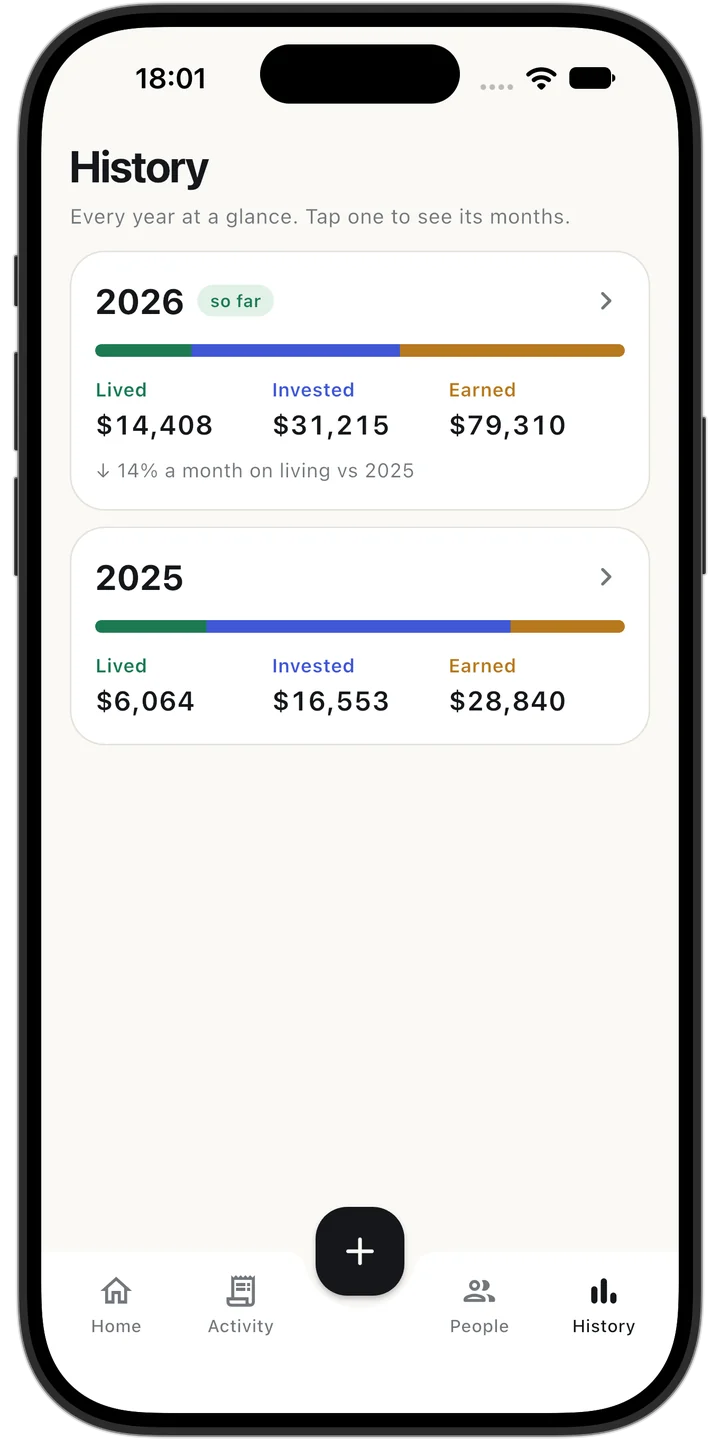 18:01
History
Every year at a glance. Tap one to see its months.
2026 so far
Lived Invested Earned
$14,408 $31,215 $79,310
↓ 14% a month on living vs 2025
2025
Lived Invested Earned
$6,064 $16,553 $28,840
Home Activity People History